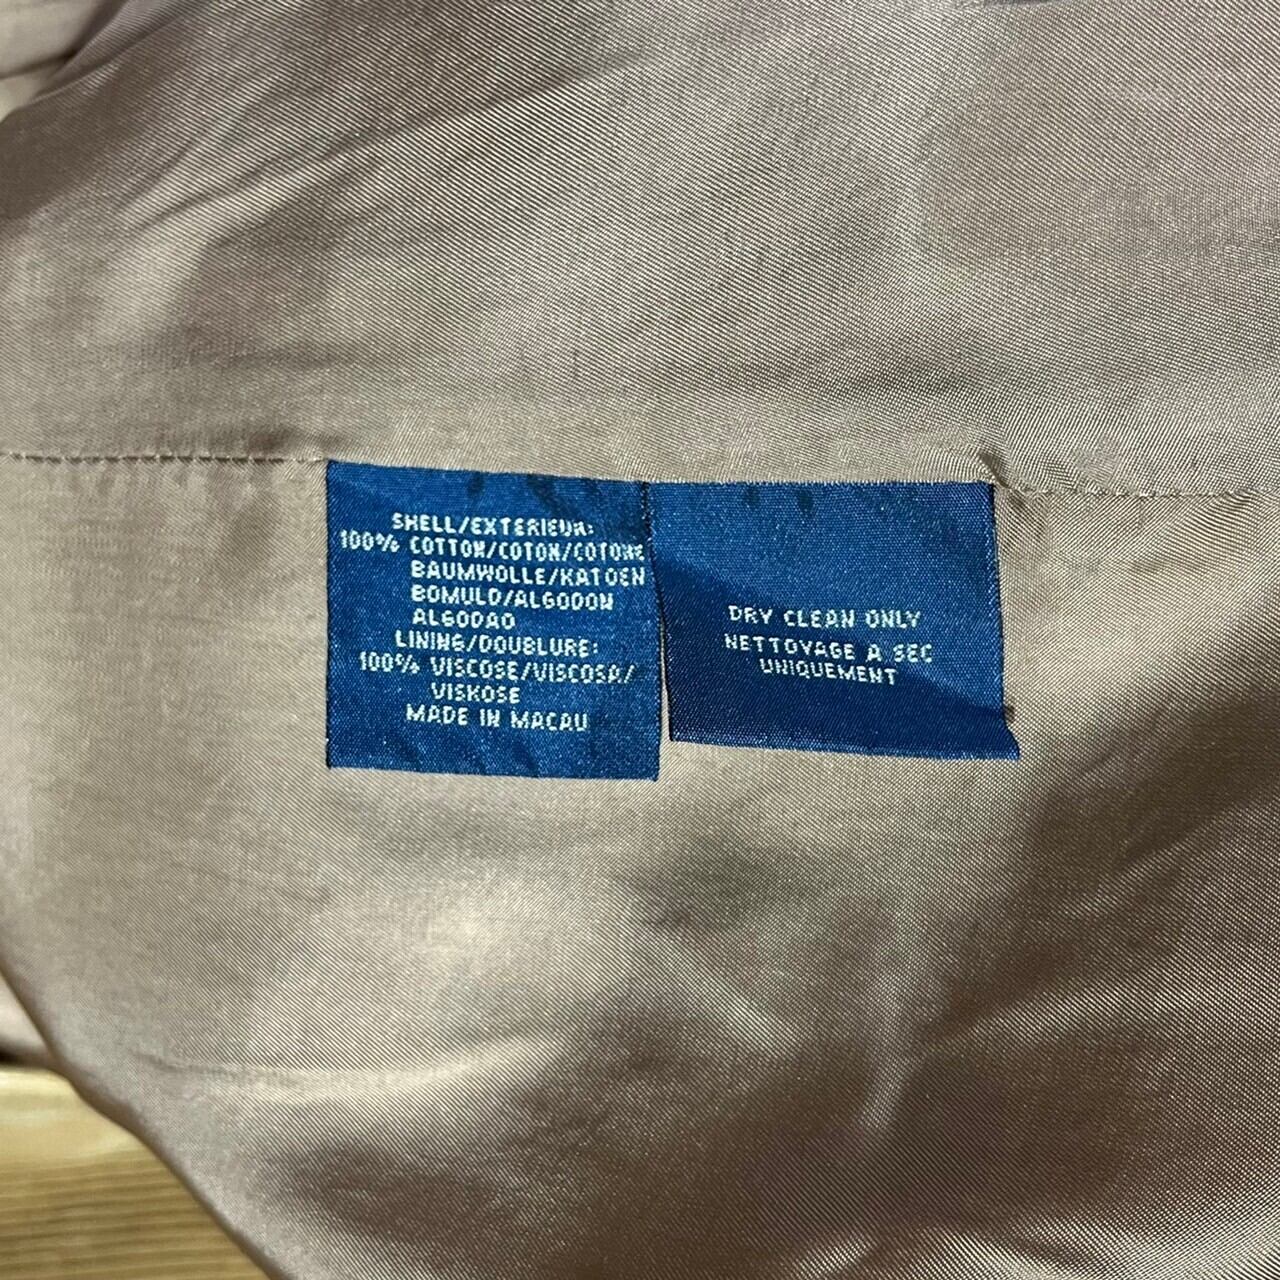 SHELL/EXTERIEUR:
100% COTTON/COTON/COTONE
BAUMWOLLE/KATOEN
BOMULD/ALGODON
ALGODAO
LINING/DOUBLURE:
100% VISCOSE/VISCOSA/
VISKOSE
MADE IN MACAU
DRY CLEAN ONLY
NETTOYAGE A SEC
UNIQUEMENT